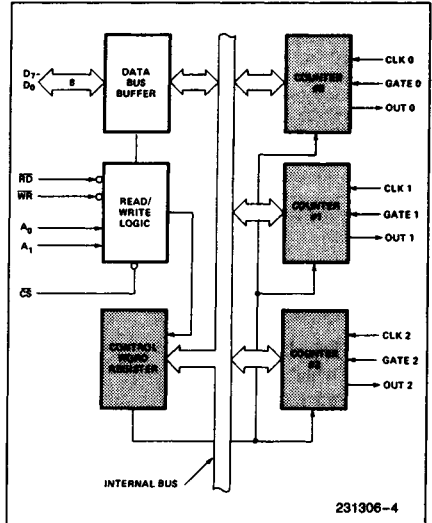 D7-
D0
8
DATA
BUS
BUFFER
COUNTER
#0
CLK 0
GATE 0
OUT 0
RD
WR
A0
A1
CS
READ/
WRITE
LOGIC
COUNTER
#1
CLK 1
GATE 1
OUT 1
CONTROL
WORD
REGISTER
COUNTER
#2
CLK 2
GATE 2
OUT 2
INTERNAL BUS
231306-4